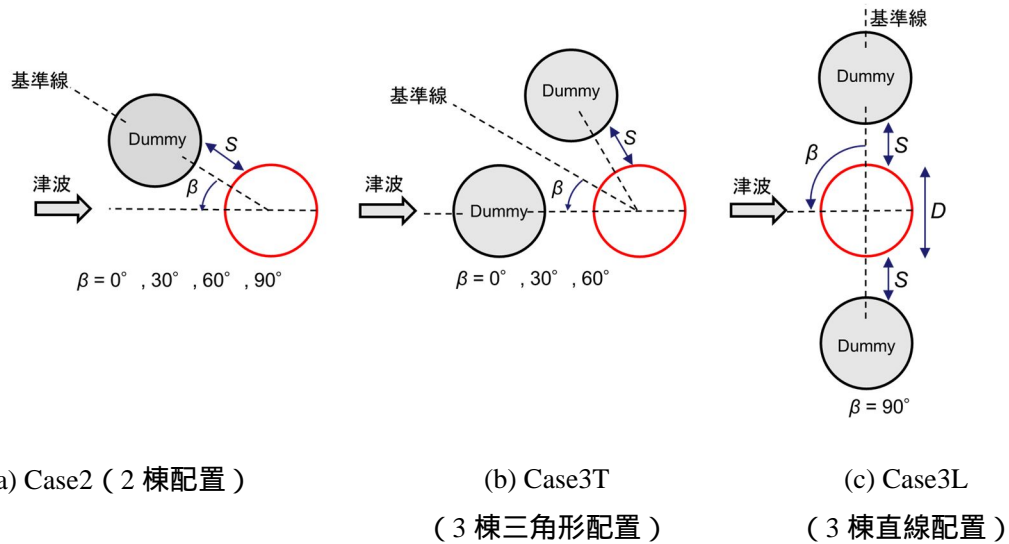 基準線
Dummy
S
β
津波
β = 0° , 30° , 60° , 90°
a) Case2（2 棟配置）
Dummy
基準線
S
β
津波
Dummy
β = 0° , 30° , 60°
(b) Case3T
（3 棟三角形配置）
基準線
Dummy
β
S
津波
D
S
Dummy
β = 90°
(c) Case3L
（3 棟直線配置）